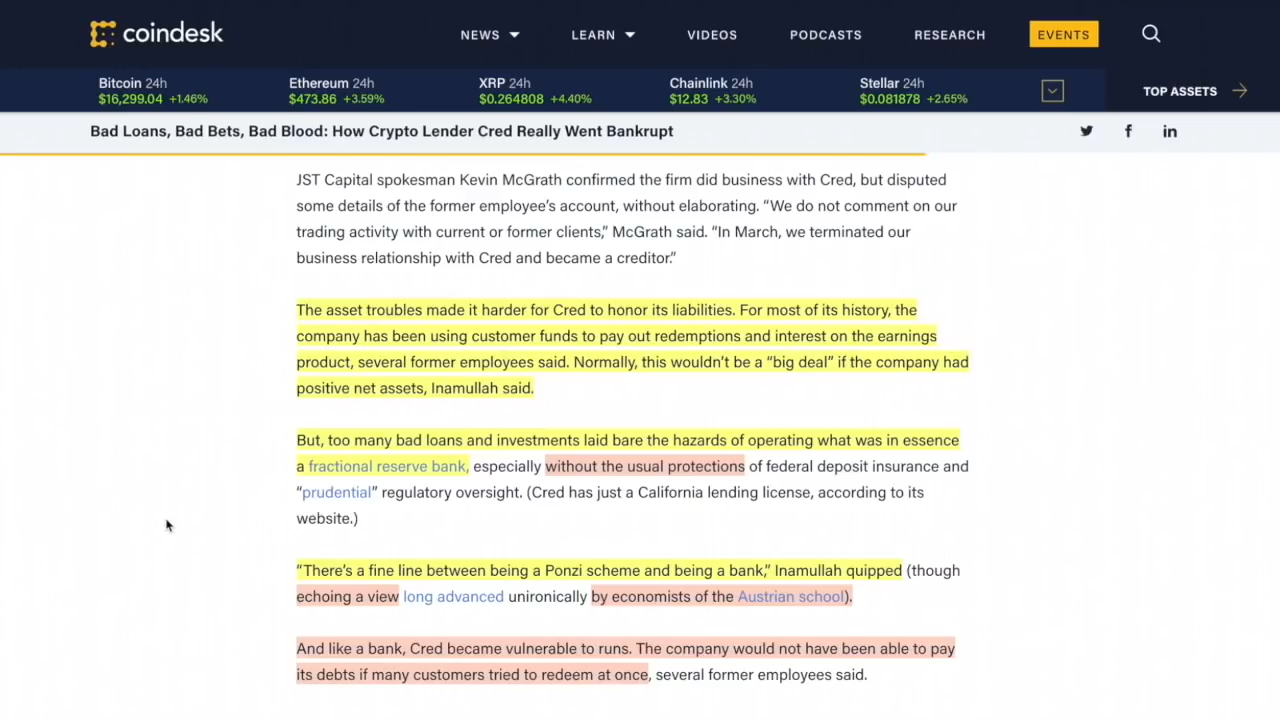 coindesk
NEWS LEARN VIDEOS PODCASTS RESEARCH EVENTS
Bitcoin 24h Ethereum 24h XRP 24h Chainlink 24h Stellar 24h
$16,299.04 +1.46% $473.86 +3.59% $0.264808 +4.40% $12.83 +3.30% $0.081878 +2.65%
TOP ASSETS
Bad Loans, Bad Bets, Bad Blood: How Crypto Lender Cred Really Went Bankrupt
JST Capital spokesman Kevin McGrath confirmed the firm did business with Cred, but disputed
some details of the former employee’s account, without elaborating. “We do not comment on our
trading activity with current or former clients,” McGrath said. “In March, we terminated our
business relationship with Cred and became a creditor.”
The asset troubles made it harder for Cred to honor its liabilities. For most of its history, the
company has been using customer funds to pay out redemptions and interest on the earnings
product, several former employees said. Normally, this wouldn’t be a “big deal” if the company had
positive net assets, Inamullah said.
But, too many bad loans and investments laid bare the hazards of operating what was in essence
a fractional reserve bank, especially without the usual protections of federal deposit insurance and
“prudential” regulatory oversight. (Cred has just a California lending license, according to its
website.)
“There’s a fine line between being a Ponzi scheme and being a bank,” Inamullah quipped (though
echoing a view long advanced unironically by economists of the Austrian school).
And like a bank, Cred became vulnerable to runs. The company would not have been able to pay
its debts if many customers tried to redeem at once, several former employees said.